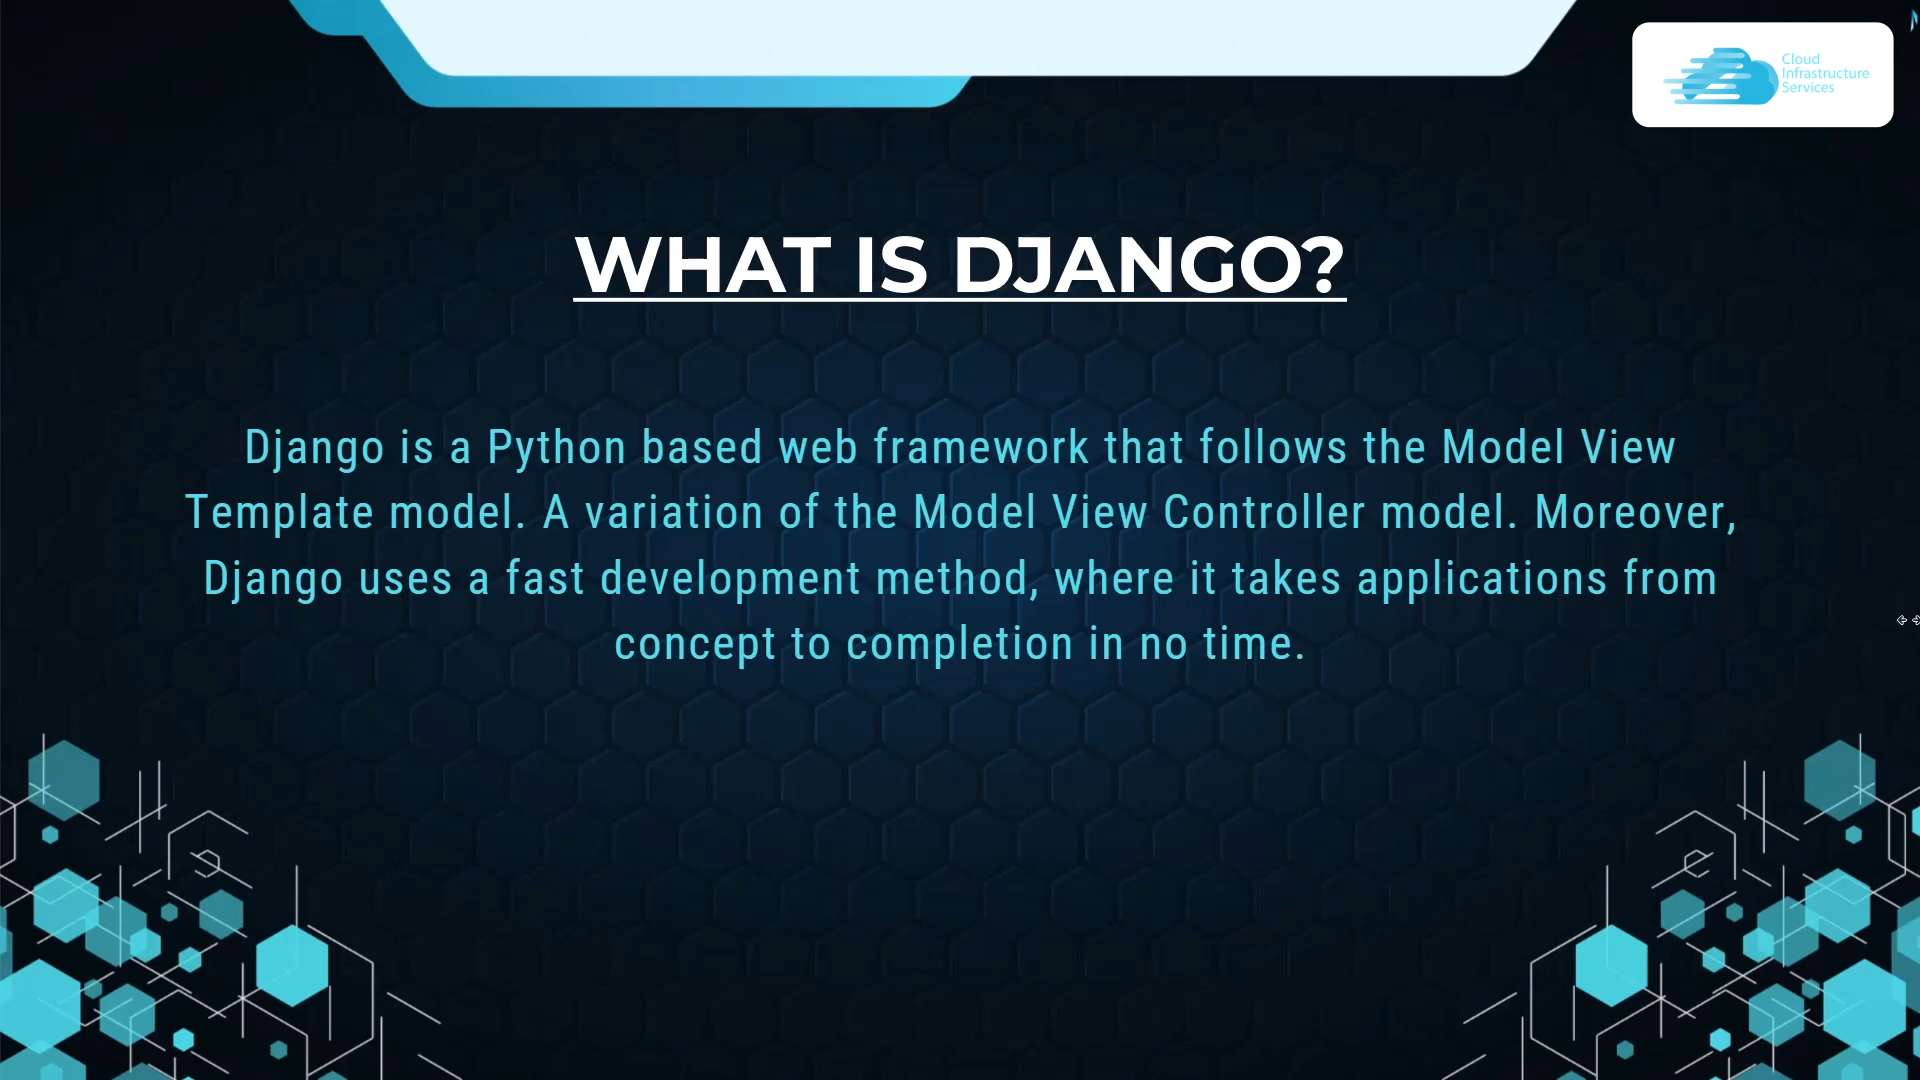 Cloud
Infrastructure
Services
WHAT IS DJANGO?
Django is a Python based web framework that follows the Model View
Template model. A variation of the Model View Controller model. Moreover,
Django uses a fast development method, where it takes applications from
concept to completion in no time.